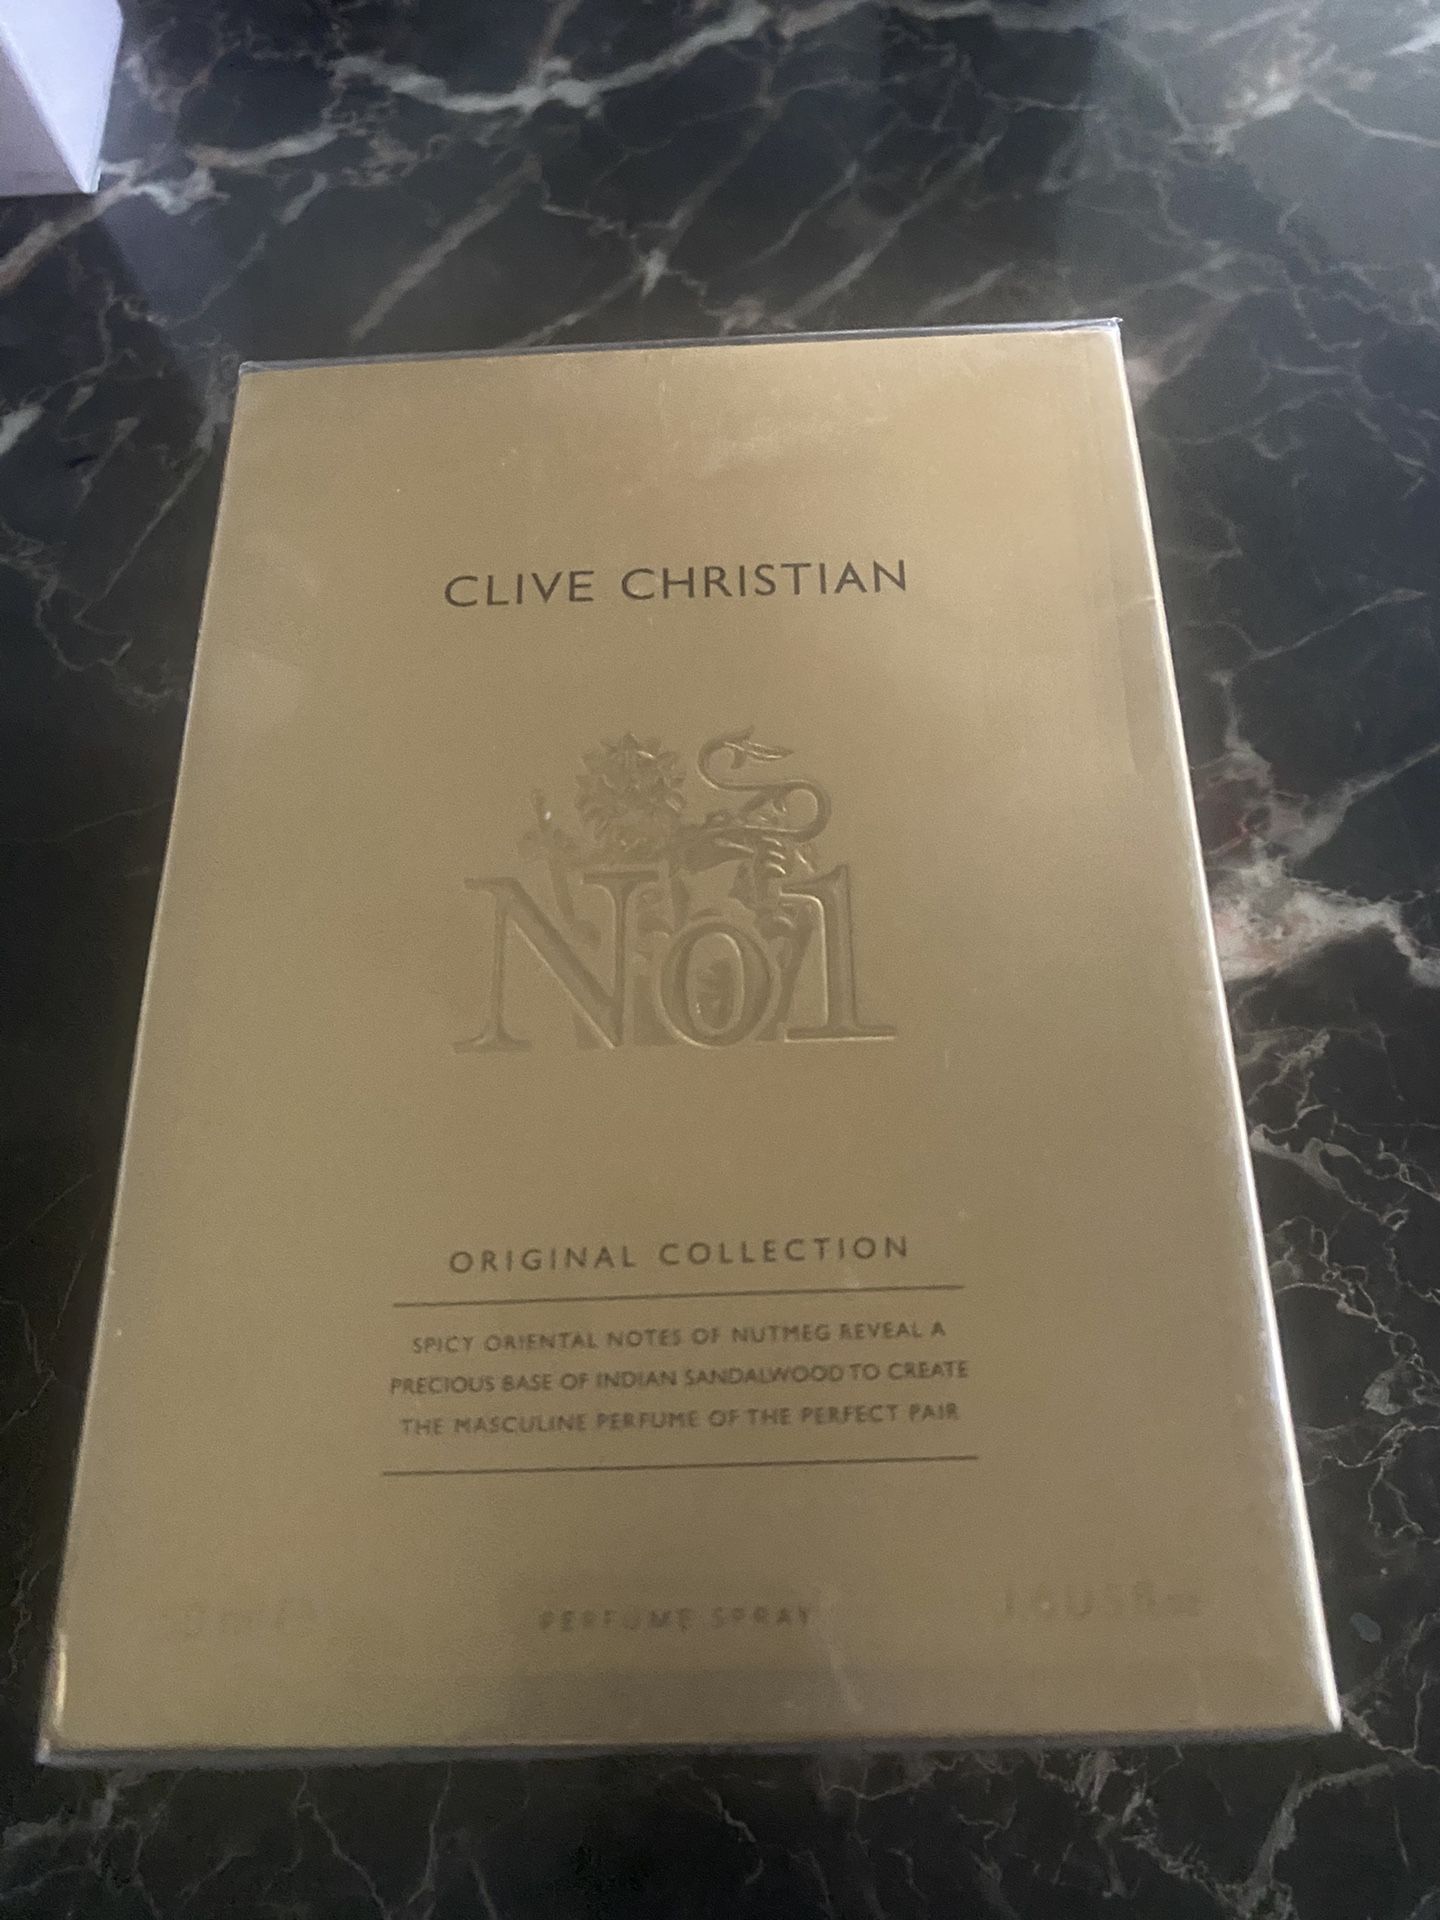 CLIVE CHRISTIAN
No1
ORIGINAL COLLECTION
SPICY ORIENTAL NOTES OF NUTMEG REVEAL A
PRECIOUS BASE OF INDIAN SANDALWOOD TO CREATE
THE MASCULINE PERFUME OF THE PERFECT PAIR
PERFUME SPRAY